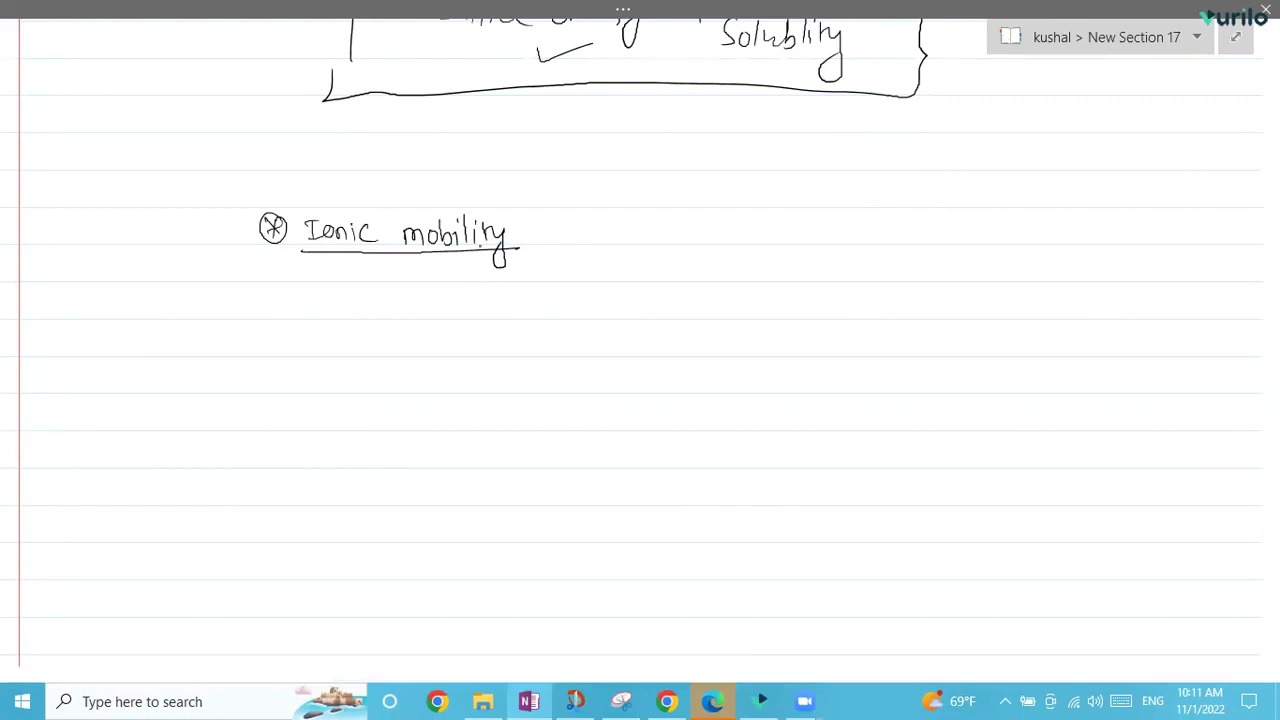 ...
vurilo
Solublity
kushal > New Section 17
Ionic mobility
Type here to search
69°F
ENG
10:11 AM
11/1/2022